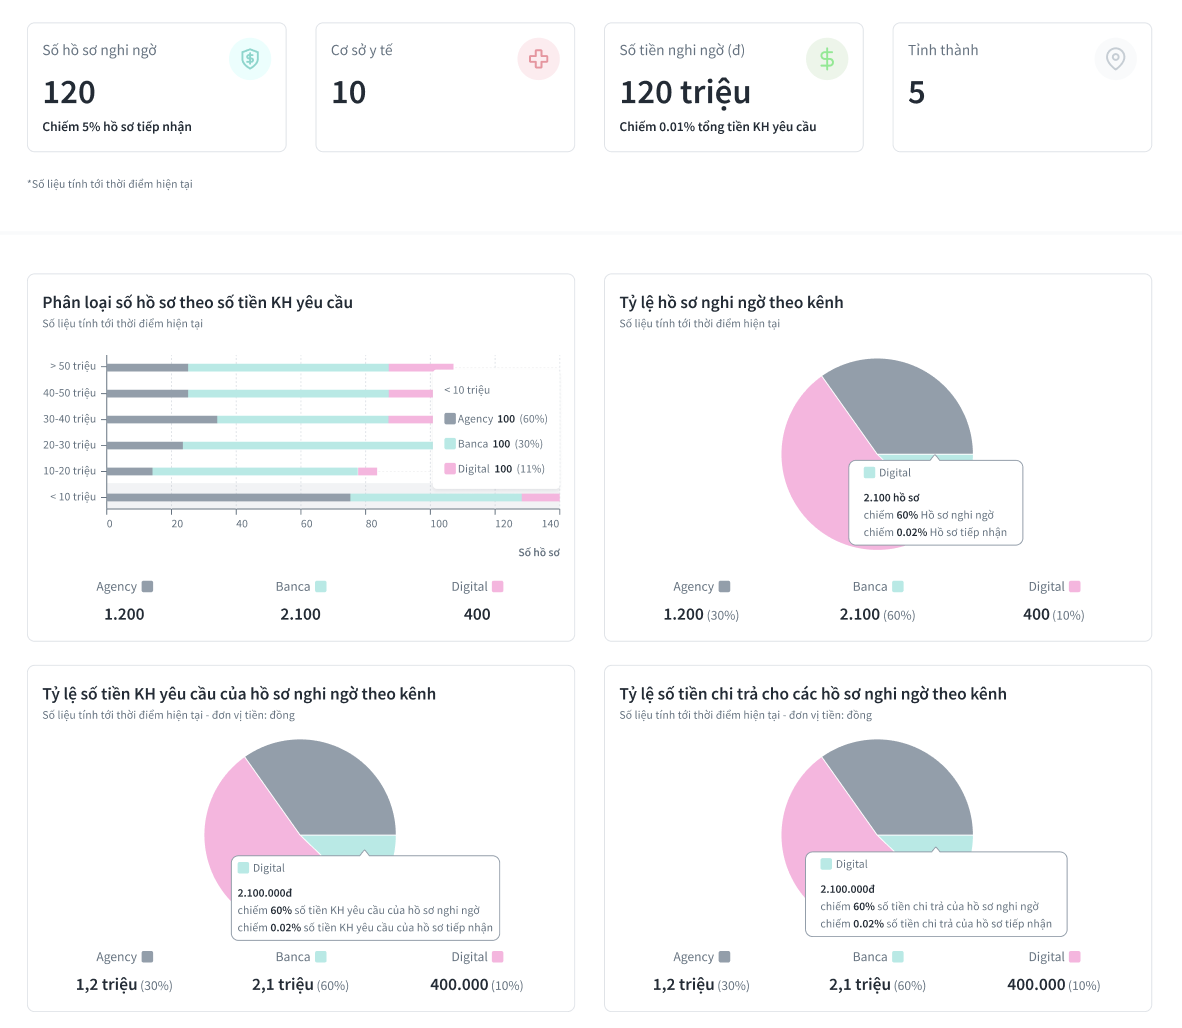 Số hồ sơ nghi ngờ
120
Chiếm 5% hồ sơ tiếp nhận
Cơ sở y tế
10
Số tiền nghi ngờ (đ)
120 triệu
Chiếm 0.01% tổng tiền KH yêu cầu
Tỉnh thành
5
*Số liệu tính tới thời điểm hiện tại
Phân loại số hồ sơ theo số tiền KH yêu cầu
Số liệu tính tới thời điểm hiện tại
> 50 triệu
40-50 triệu
30-40 triệu
20-30 triệu
10-20 triệu
< 10 triệu
< 10 triệu
Agency 100 (60%)
Banca 100 (30%)
Digital 100 (11%)
0 20 40 60 80 100 120 140
Số hồ sơ
Agency Banca Digital
1.200 2.100 400
Tỷ lệ hồ sơ nghi ngờ theo kênh
Số liệu tính tới thời điểm hiện tại
Digital
2.100 hồ sơ
chiếm 60% Hồ sơ nghi ngờ
chiếm 0.02% Hồ sơ tiếp nhận
Agency Banca Digital
1.200 (30%) 2.100 (60%) 400 (10%)
Tỷ lệ số tiền KH yêu cầu của hồ sơ nghi ngờ theo kênh
Số liệu tính tới thời điểm hiện tại - đơn vị tiền: đồng
Digital
2.100.000đ
chiếm 60% số tiền KH yêu cầu của hồ sơ nghi ngờ
chiếm 0.02% số tiền KH yêu cầu của hồ sơ tiếp nhận
Agency Banca Digital
1,2 triệu (30%) 2,1 triệu (60%) 400.000 (10%)
Tỷ lệ số tiền chi trả cho các hồ sơ nghi ngờ theo kênh
Số liệu tính tới thời điểm hiện tại - đơn vị tiền: đồng
Digital
2.100.000đ
chiếm 60% số tiền chi trả của hồ sơ nghi ngờ
chiếm 0.02% số tiền chi trả của hồ sơ tiếp nhận
Agency Banca Digital
1,2 triệu (30%) 2,1 triệu (60%) 400.000 (10%)